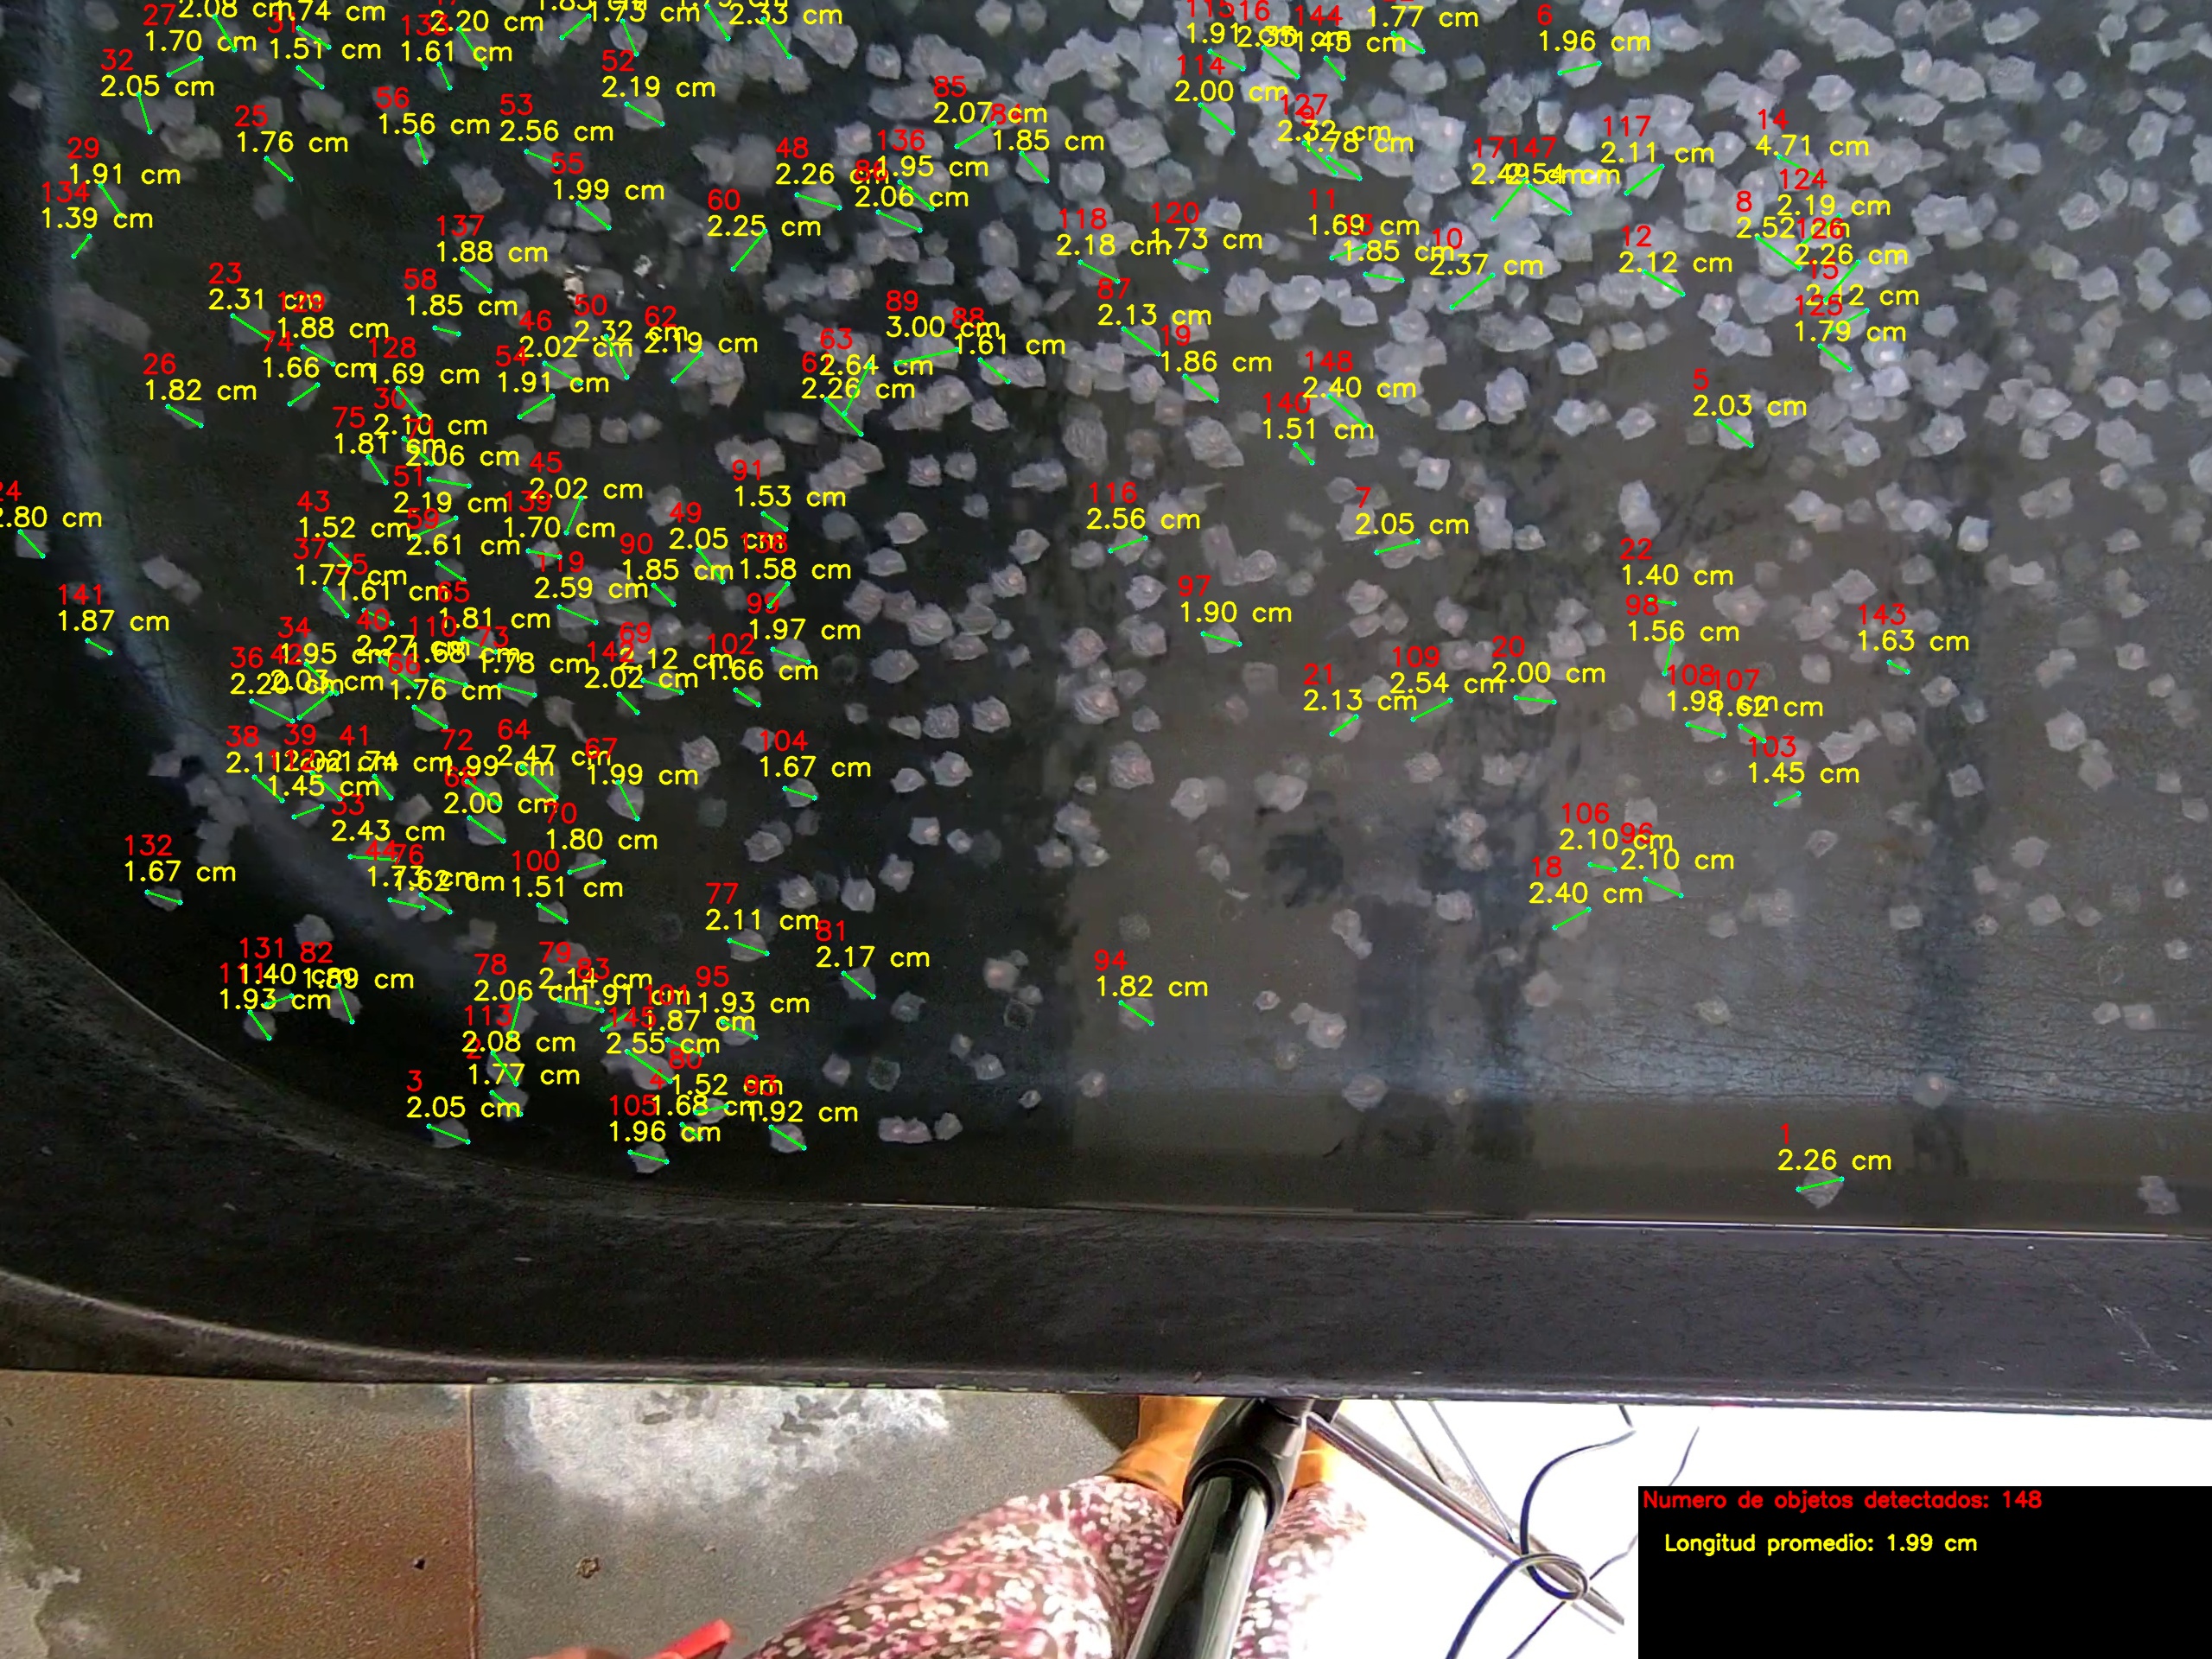 27
2.08 cm
1.70 cm
31
1.74 cm
1.51 cm
133
2.20 cm
1.61 cm
1.73 cm
2.33 cm
32
2.05 cm
52
2.19 cm
115
16
144
1.77 cm
6
1.96 cm
114
2.00 cm
25
1.76 cm
56
1.56 cm
53
2.56 cm
85
2.07 cm
84
1.85 cm
127
2.32 cm
1.78 cm
117
2.11 cm
14
4.71 cm
29
1.91 cm
134
1.39 cm
55
1.99 cm
48
2.26 cm
136
1.95 cm
2.06 cm
60
2.25 cm
17
147
124
2.19 cm
8
2.52 cm
126
2.26 cm
137
1.88 cm
118
2.18 cm
120
1.73 cm
11
1.69 cm
1.85 cm
10
2.37 cm
12
2.12 cm
15
2.12 cm
125
1.79 cm
23
2.31 cm
1.88 cm
58
1.85 cm
46
2.02 cm
50
2.32 cm
62
2.19 cm
89
3.00 cm
88
1.61 cm
87
2.13 cm
19
1.86 cm
26
1.82 cm
74
1.66 cm
128
1.69 cm
54
1.91 cm
63
2.64 cm
2.26 cm
148
2.40 cm
140
1.51 cm
5
2.03 cm
75
1.81 cm
30
2.10 cm
2.06 cm
51
2.19 cm
45
2.02 cm
91
1.53 cm
116
2.56 cm
7
2.05 cm
24
2.80 cm
43
1.52 cm
59
2.61 cm
139
1.70 cm
49
2.05 cm
90
1.85 cm
138
1.58 cm
22
1.40 cm
37
1.77 cm
1.61 cm
119
2.59 cm
141
1.87 cm
65
1.81 cm
1.97 cm
97
1.90 cm
98
1.56 cm
143
1.63 cm
34
1.95 cm
40
2.27 cm
110
1.68 cm
73
1.78 cm
142
2.02 cm
69
2.12 cm
102
1.66 cm
36
42
2.03 cm
66
1.76 cm
21
2.13 cm
109
2.54 cm
20
2.00 cm
108
1.98 cm
107
1.62 cm
103
1.45 cm
38
39
41
1.74 cm
1.45 cm
72
1.99 cm
64
2.47 cm
67
1.99 cm
2.00 cm
104
1.67 cm
33
2.43 cm
70
1.80 cm
106
2.10 cm
96
2.10 cm
132
1.67 cm
44
1.73 cm
76
1.62 cm
100
1.51 cm
18
2.40 cm
77
2.11 cm
81
2.17 cm
131
1.40 cm
82
1.89 cm
1.93 cm
78
2.06 cm
79
2.14 cm
83
1.91 cm
95
1.93 cm
94
1.82 cm
101
1.87 cm
113
2.08 cm
145
2.55 cm
2
1.77 cm
80
1.52 cm
3
2.05 cm
4
1.68 cm
93
1.92 cm
105
1.96 cm
1
2.26 cm
Numero de objetos detectados: 148
Longitud promedio: 1.99 cm